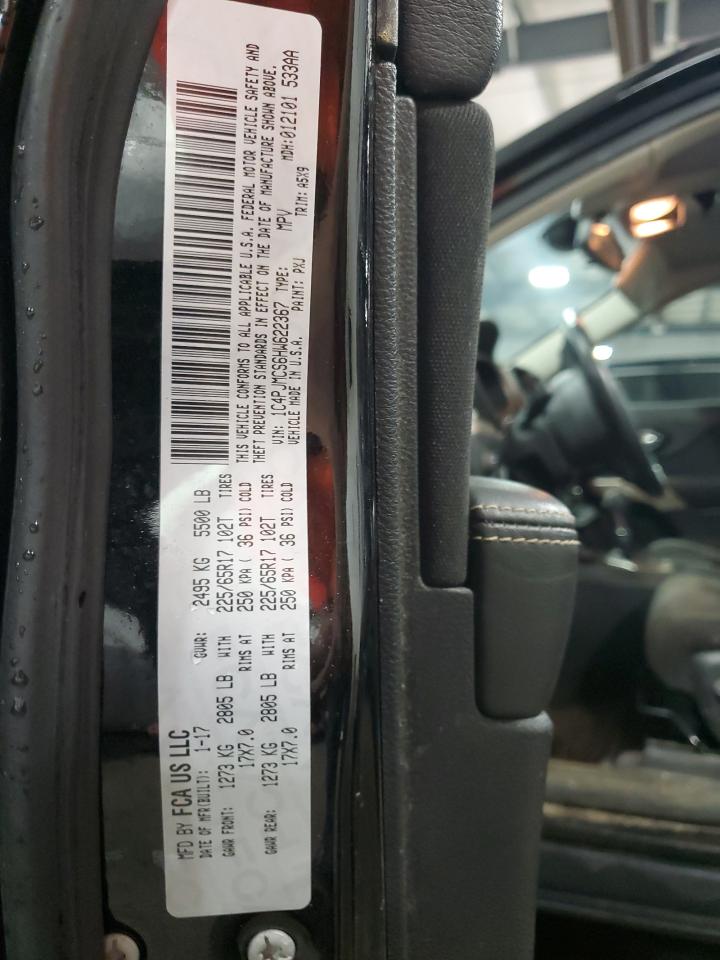 MFD BY FCA US LLC
DATE OF MFR(BUILT): 1-17
GVWR: 2495 KG 5500 LB
GAWR FRONT: 1273 KG 2805 LB WITH 225/65R17 102T TIRES
17X7.0 RIMS AT 250 KPA ( 36 PSI) COLD
GAWR REAR: 1273 KG 2805 LB WITH 225/65R17 102T TIRES
17X7.0 RIMS AT 250 KPA ( 36 PSI) COLD
THIS VEHICLE CONFORMS TO ALL APPLICABLE U.S.A. FEDERAL MOTOR VEHICLE SAFETY AND
THEFT PREVENTION STANDARDS IN EFFECT ON THE DATE OF MANUFACTURE SHOWN ABOVE.
VIN: 1C4PJMCS6HW622367 TYPE: MPV MDH:012101 533AA
VEHICLE MADE IN U.S.A. PAINT: PXJ TRIM: A5X9